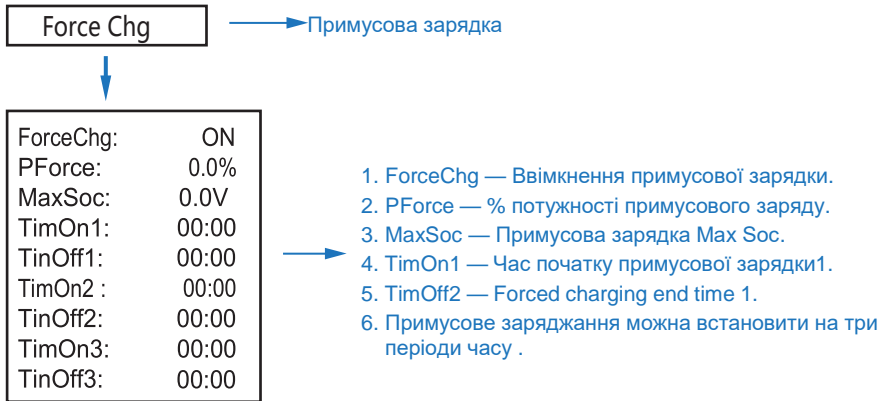 Force Chg
Примусова зарядка
ForceChg: ON
PForce: 0.0%
MaxSoc: 0.0V
TimOn1: 00:00
TinOff1: 00:00
TimOn2 : 00:00
TinOff2: 00:00
TimOn3: 00:00
TinOff3: 00:00
1. ForceChg — Ввімкнення примусової зарядки.
2. PForce — % потужності примусового заряду.
3. MaxSoc — Примусова зарядка Max Soc.
4. TimOn1 — Час початку примусової зарядки1.
5. TimOff2 — Forced charging end time 1.
6. Примусове заряджання можна встановити на три
періоди часу .